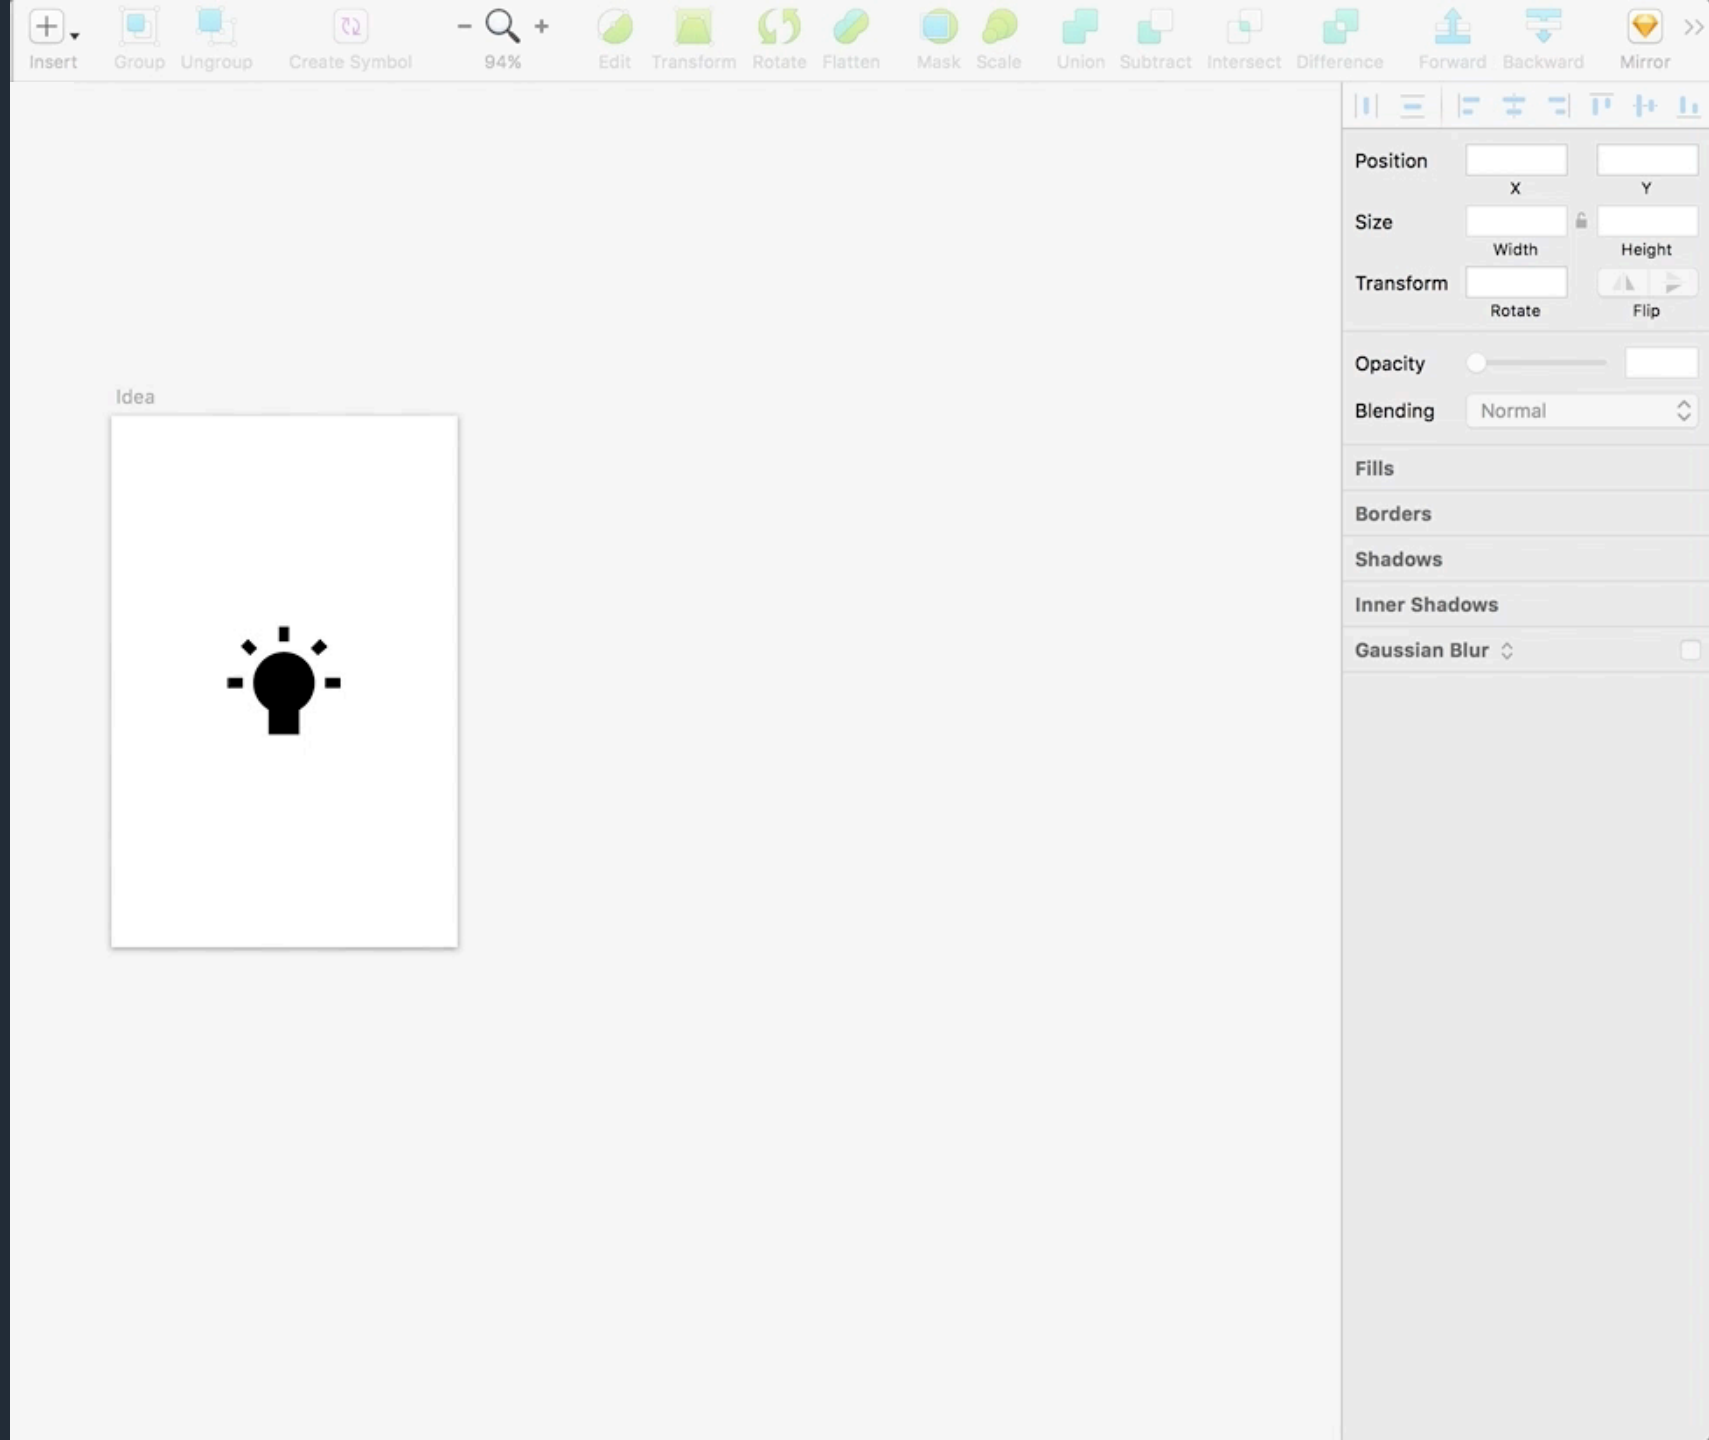 Insert Group Ungroup Create Symbol 94% Edit Transform Rotate Flatten Mask Scale Union Subtract Intersect Difference Forward Backward Mirror
Position
X Y
Size
Width Height
Transform
Rotate Flip
Opacity
Blending Normal
Idea
Fills
Borders
Shadows
Inner Shadows
Gaussian Blur